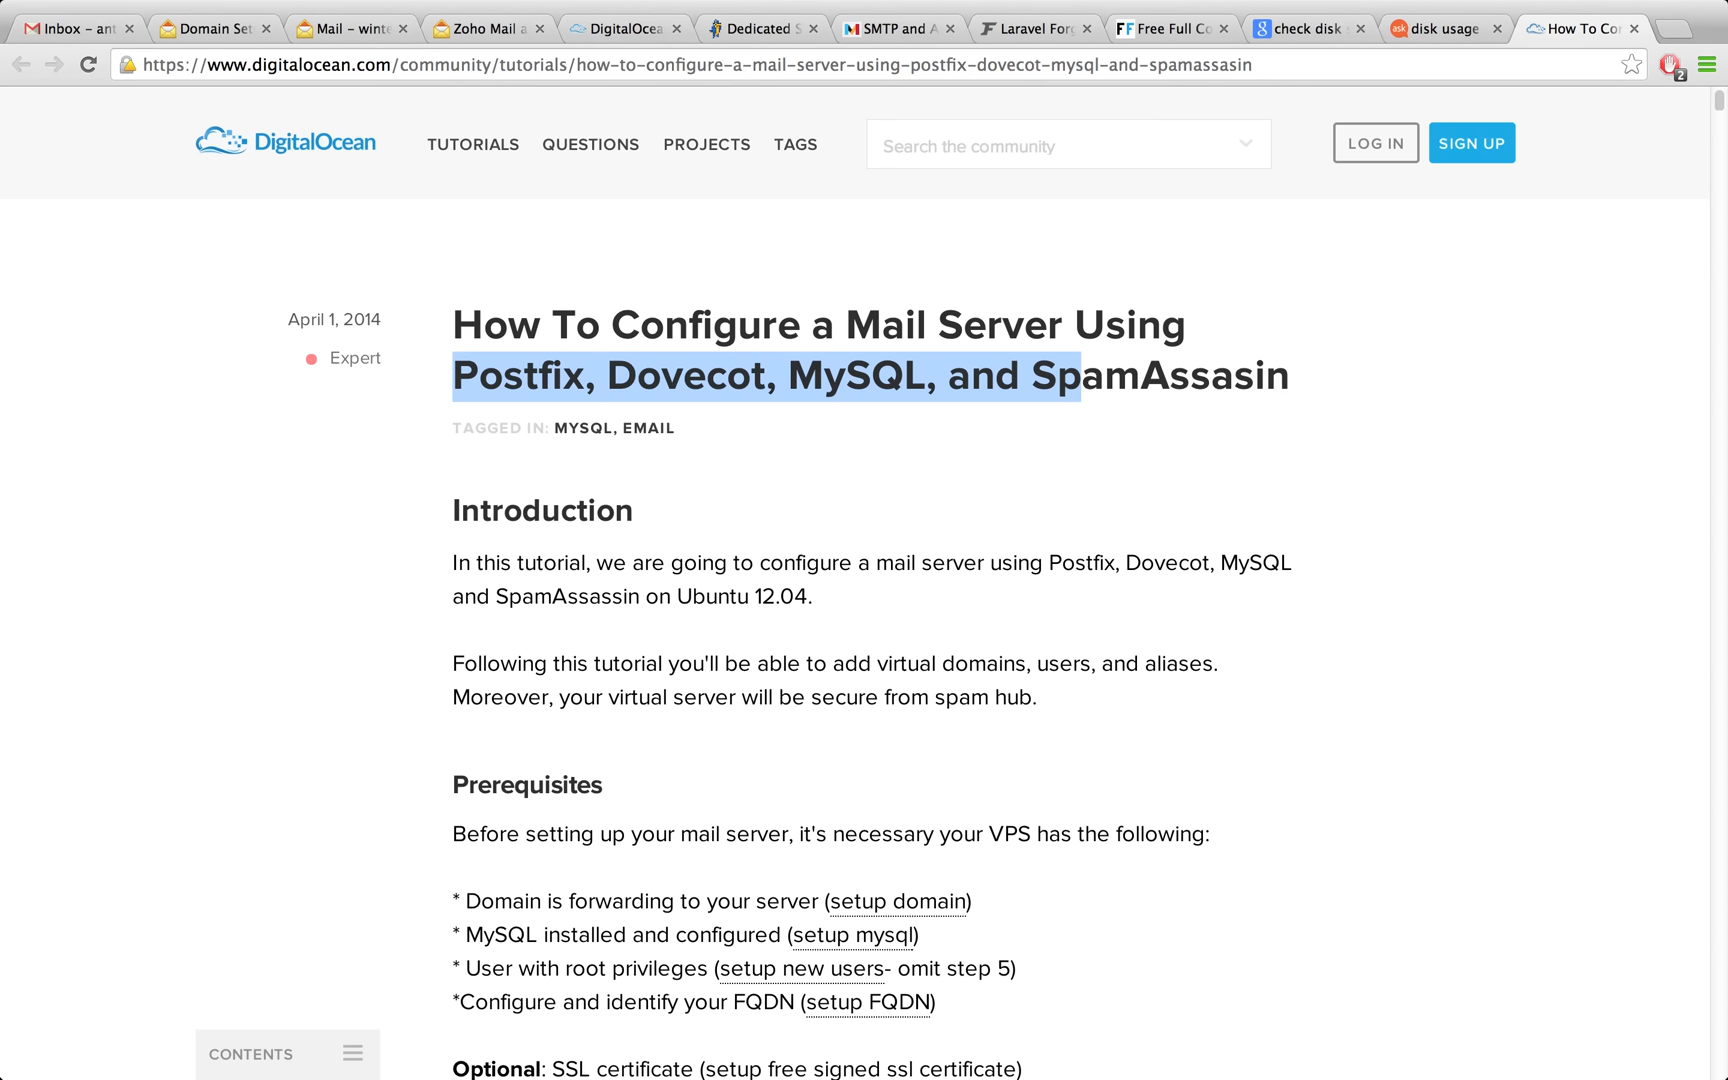 Inbox – ant
Domain Set
Mail – winte
Zoho Mail a
DigitalOcea
Dedicated S
SMTP and A
Laravel Forg
FF Free Full Co
g check disk s
ask disk usage
How To Con
https://www.digitalocean.com/community/tutorials/how-to-configure-a-mail-server-using-postfix-dovecot-mysql-and-spamassasin
2
DigitalOcean
TUTORIALS QUESTIONS PROJECTS TAGS
Search the community
LOG IN SIGN UP
April 1, 2014
Expert
How To Configure a Mail Server Using
Postfix, Dovecot, MySQL, and SpamAssasin
TAGGED IN: MYSQL, EMAIL
Introduction
In this tutorial, we are going to configure a mail server using Postfix, Dovecot, MySQL
and SpamAssassin on Ubuntu 12.04.
Following this tutorial you'll be able to add virtual domains, users, and aliases.
Moreover, your virtual server will be secure from spam hub.
Prerequisites
Before setting up your mail server, it's necessary your VPS has the following:
* Domain is forwarding to your server (setup domain)
* MySQL installed and configured (setup mysql)
* User with root privileges (setup new users- omit step 5)
*Configure and identify your FQDN (setup FQDN)
CONTENTS
Optional: SSL certificate (setup free signed ssl certificate)